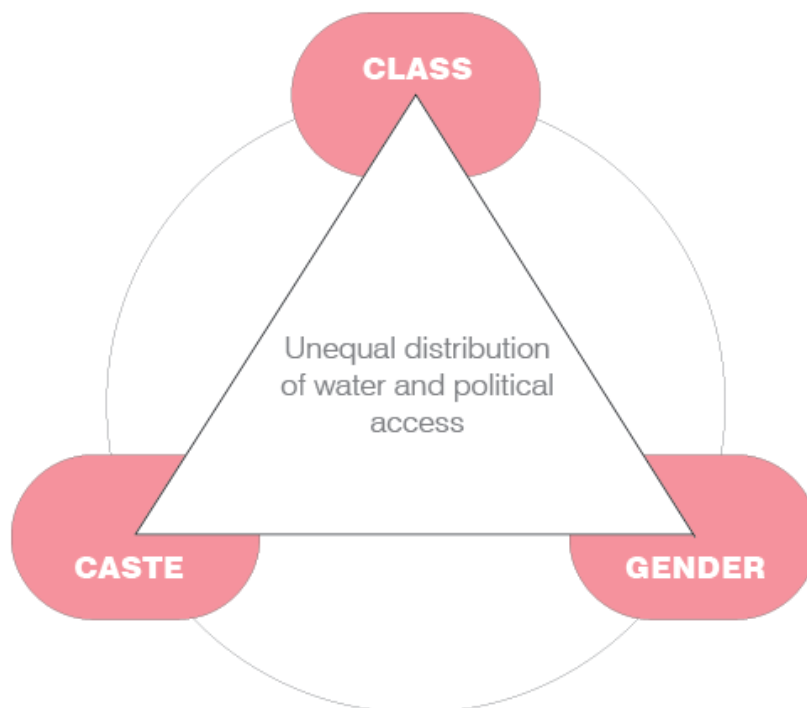 CLASS
Unequal distribution
of water and political
access
CASTE
GENDER